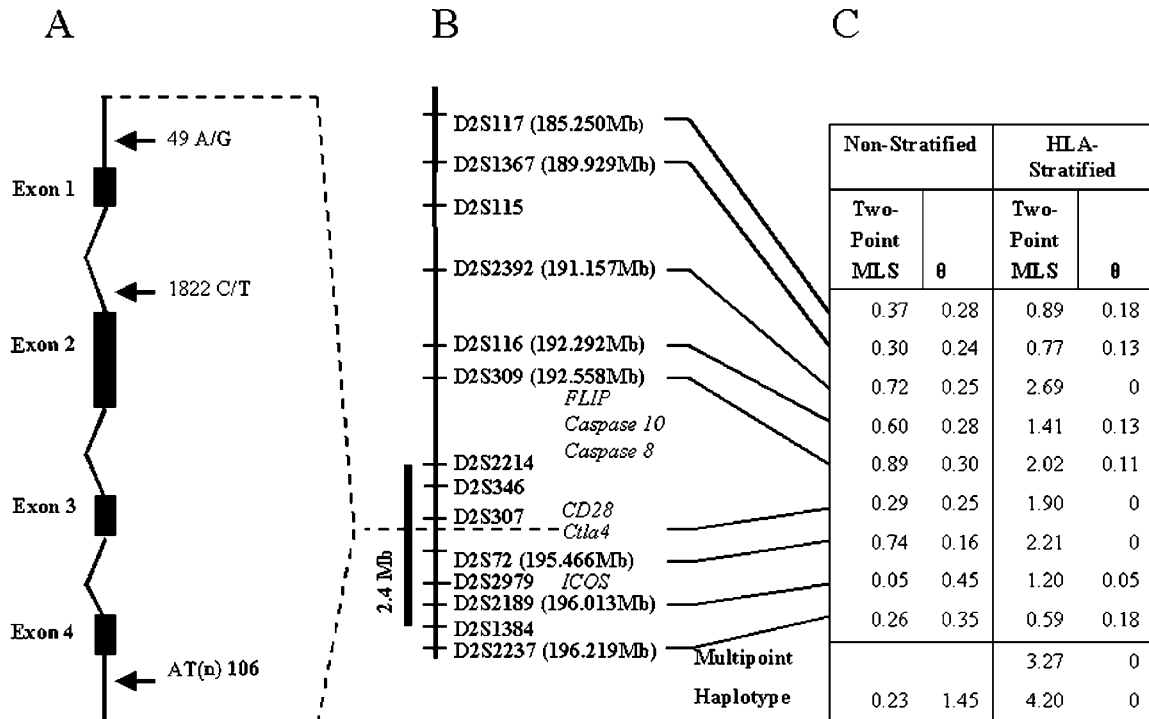 A
B
C
49 A/G
Exon 1
1822 C/T
Exon 2
Exon 3
Exon 4
AT(n) 106
D2S117 (185.250Mb)
D2S1367 (189.929Mb)
D2S115
D2S2392 (191.157Mb)
D2S116 (192.292Mb)
D2S309 (192.558Mb)
FLIP
Caspase 10
Caspase 8
D2S2214
D2S346
D2S307
CD28
Ctla4
D2S72 (195.466Mb)
D2S2979 ICOS
D2S2189 (196.013Mb)
D2S1384
D2S2237 (196.219Mb)
2.4 Mb
Non-Stratified
HLA-
Stratified
Two-
Point
MLS
θ
Two-
Point
MLS
θ
0.37 0.28 0.89 0.18
0.30 0.24 0.77 0.13
0.72 0.25 2.69 0
0.60 0.28 1.41 0.13
0.89 0.30 2.02 0.11
0.29 0.25 1.90 0
0.74 0.16 2.21 0
0.05 0.45 1.20 0.05
0.26 0.35 0.59 0.18
Multipoint 3.27 0
Haplotype 0.23 1.45 4.20 0